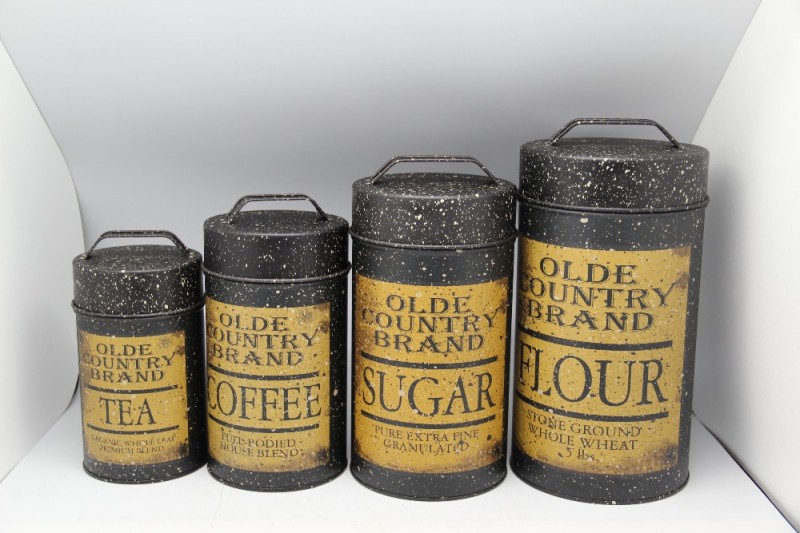 OLDE
COUNTRY
BRAND
TEA
ORGANIC WHOLE LEAF
PREMIUM BLEND
OLDE
COUNTRY
BRAND
COFFEE
FULL-BODIED
HOUSE BLEND
OLDE
COUNTRY
BRAND
SUGAR
PURE EXTRA FINE
GRANULATED
OLDE
COUNTRY
BRAND
FLOUR
STONE GROUND
WHOLE WHEAT
5 lbs.